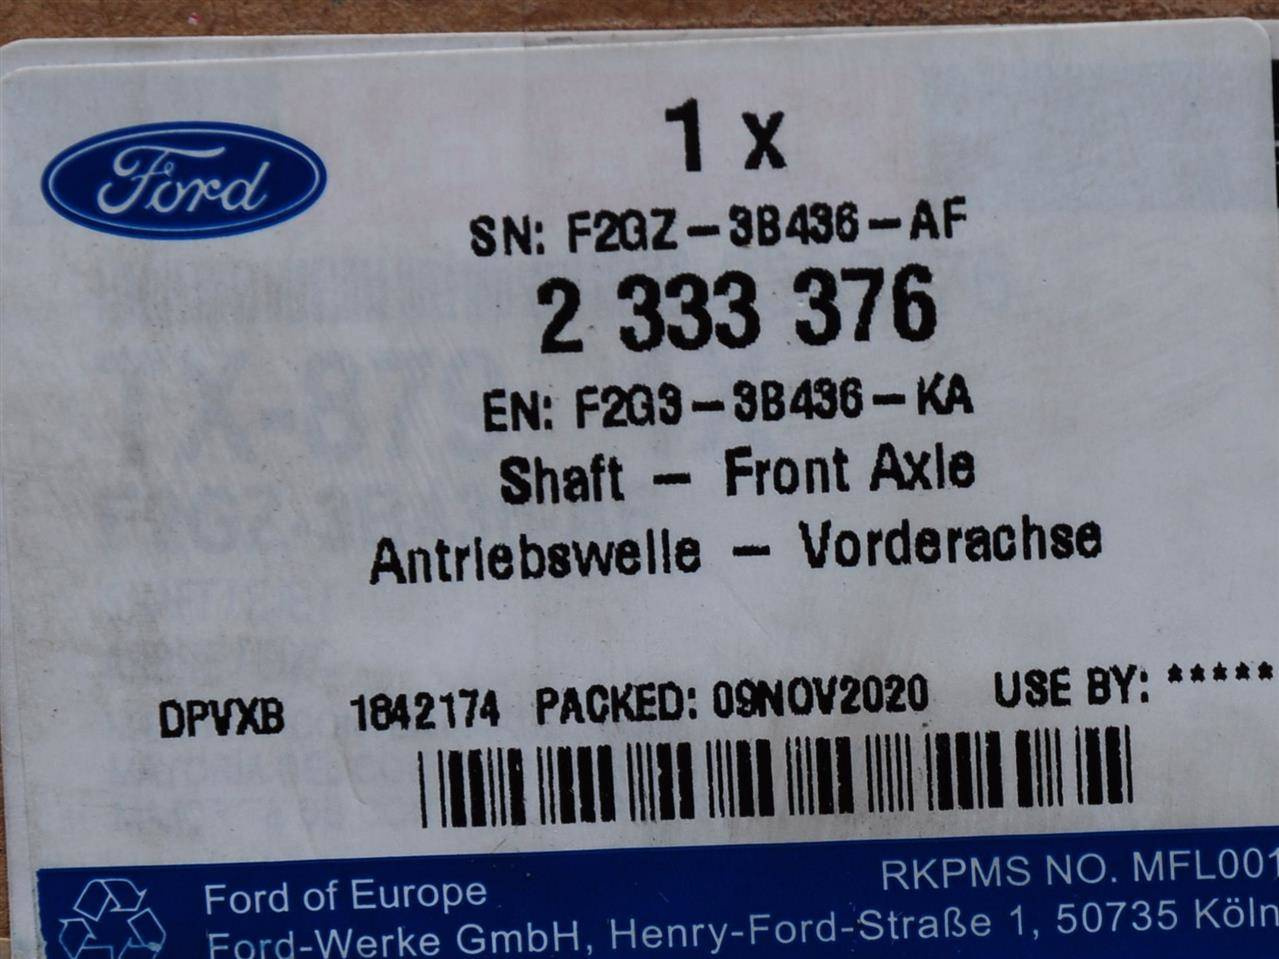 Ford
1 x
SN: F2GZ-3B436-AF
2 333 376
EN: F2G3-3B436-KA
Shaft - Front Axle
Antriebswelle - Vorderachse
DPVXB 1842174 PACKED: 09NOV2020 USE BY: *****
Ford of Europe RKPMS NO. MFL001
Ford-Werke GmbH, Henry-Ford-Straße 1, 50735 Köln